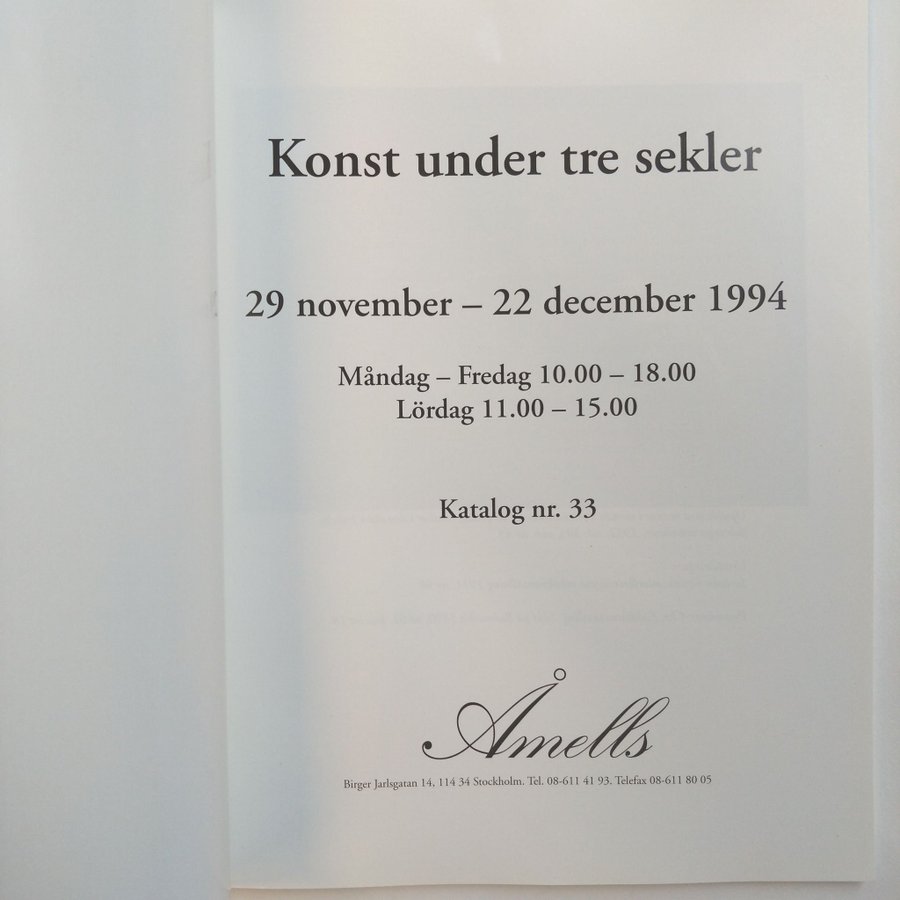 Konst under tre sekler
29 november – 22 december 1994
Måndag – Fredag 10.00 – 18.00
Lördag 11.00 – 15.00
Katalog nr. 33
Åmells
Birger Jarlsgatan 14, 114 34 Stockholm. Tel. 08-611 41 93. Telefax 08-611 80 05